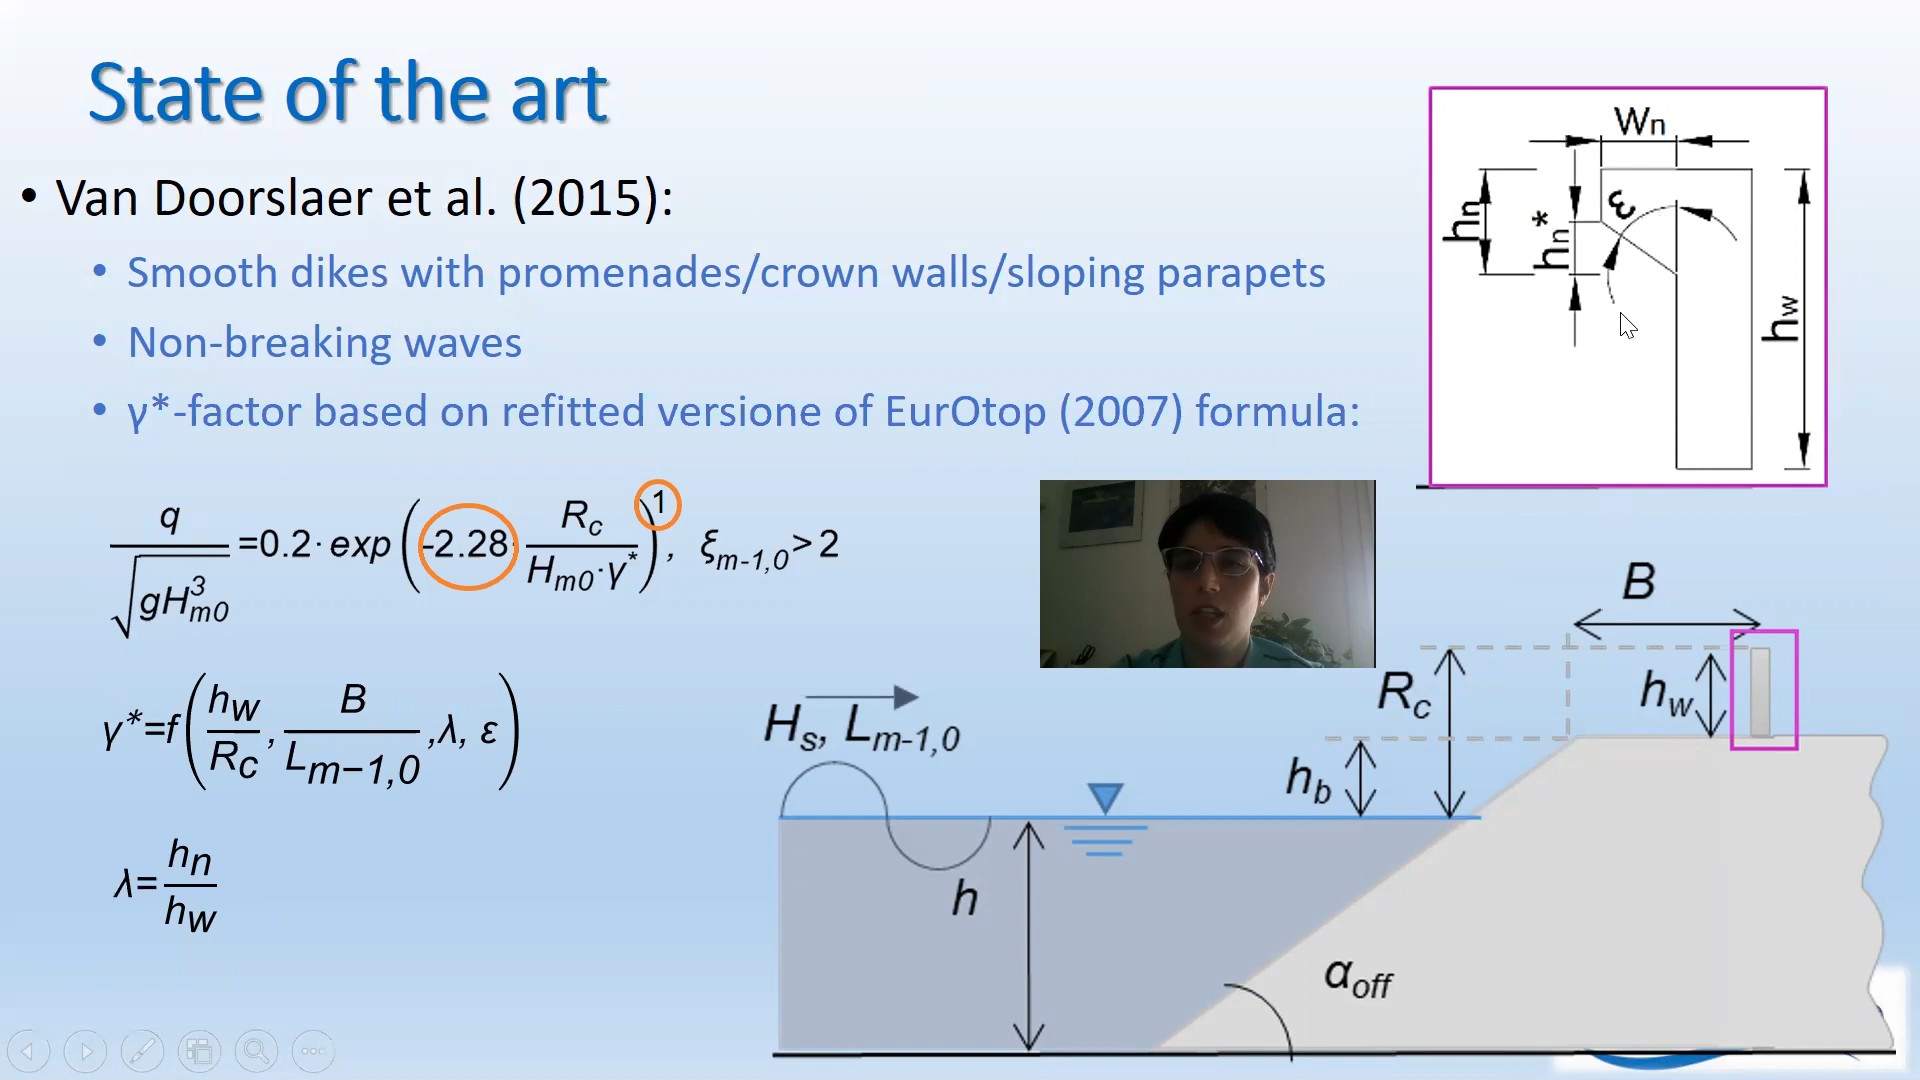 State of the art
• Van Doorslaer et al. (2015):
• Smooth dikes with promenades/crown walls/sloping parapets
• Non-breaking waves
• γ*-factor based on refitted versione of EurOtop (2007) formula:
q / √gH³m0 =0.2· exp (-2.28· Rc / Hm0·γ*)¹, ξm-1,0>2
γ*=f(hw/Rc, B/Lm−1,0, λ, ε)
λ=hn/hw
Wn
hn
hn*
ε
hw
B
Rc
hw
Hs, Lm-1,0
hb
h
αoff